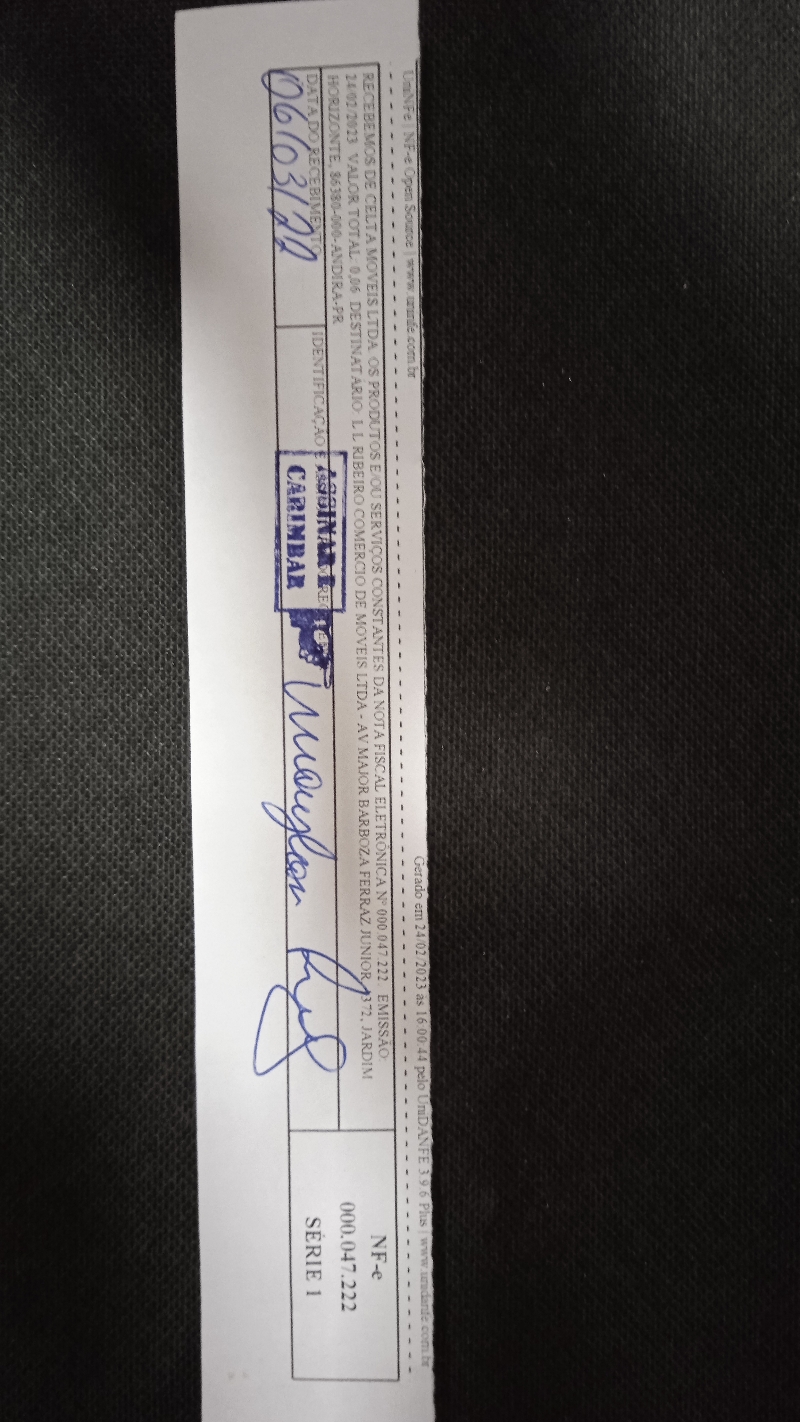 UniNFe | NF-e Open Source | www.uninfe.com.br
Gerado em 24/02/2023 às 16:00:44 pelo UniDANFE 3.9.6 Plus | www.unidanfe.com.br
RECEBEMOS DE CELTA MOVEIS LTDA OS PRODUTOS E/OU SERVIÇOS CONSTANTES DA NOTA FISCAL ELETRÔNICA Nº 000.047.222. EMISSÃO:
24/02/2023 VALOR TOTAL: 0,06 DESTINATÁRIO: L L RIBEIRO COMERCIO DE MOVEIS LTDA - AV MAJOR BARBOZA FERRAZ JUNIOR, 1372, JARDIM
HORIZONTE, 86380-000-ANDIRA-PR
DATA DO RECEBIMENTO
06/03/22
IDENTIFICAÇÃO E
ASSINAR E
CARIMBAR
NF-e
000.047.222
SÉRIE 1